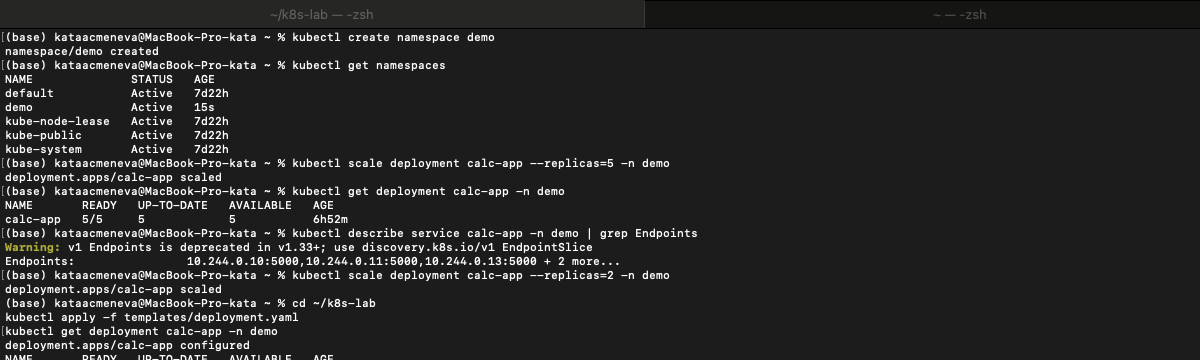 ~/k8s-lab — -zsh
~ — -zsh
[(base) kataacmeneva@MacBook-Pro-kata ~ % kubectl create namespace demo
namespace/demo created
[(base) kataacmeneva@MacBook-Pro-kata ~ % kubectl get namespaces
NAME              STATUS   AGE
default           Active   7d22h
demo              Active   15s
kube-node-lease   Active   7d22h
kube-public       Active   7d22h
kube-system       Active   7d22h
[(base) kataacmeneva@MacBook-Pro-kata ~ % kubectl scale deployment calc-app --replicas=5 -n demo
deployment.apps/calc-app scaled
[(base) kataacmeneva@MacBook-Pro-kata ~ % kubectl get deployment calc-app -n demo
NAME       READY   UP-TO-DATE   AVAILABLE   AGE
calc-app   5/5     5            5           6h52m
[(base) kataacmeneva@MacBook-Pro-kata ~ % kubectl describe service calc-app -n demo | grep Endpoints
Warning: v1 Endpoints is deprecated in v1.33+; use discovery.k8s.io/v1 EndpointSlice
Endpoints:                10.244.0.10:5000,10.244.0.11:5000,10.244.0.13:5000 + 2 more...
[(base) kataacmeneva@MacBook-Pro-kata ~ % kubectl scale deployment calc-app --replicas=2 -n demo
deployment.apps/calc-app scaled
(base) kataacmeneva@MacBook-Pro-kata ~ % cd ~/k8s-lab
kubectl apply -f templates/deployment.yaml
[kubectl get deployment calc-app -n demo
deployment.apps/calc-app configured
NAME       READY   UP-TO-DATE   AVAILABLE   AGE